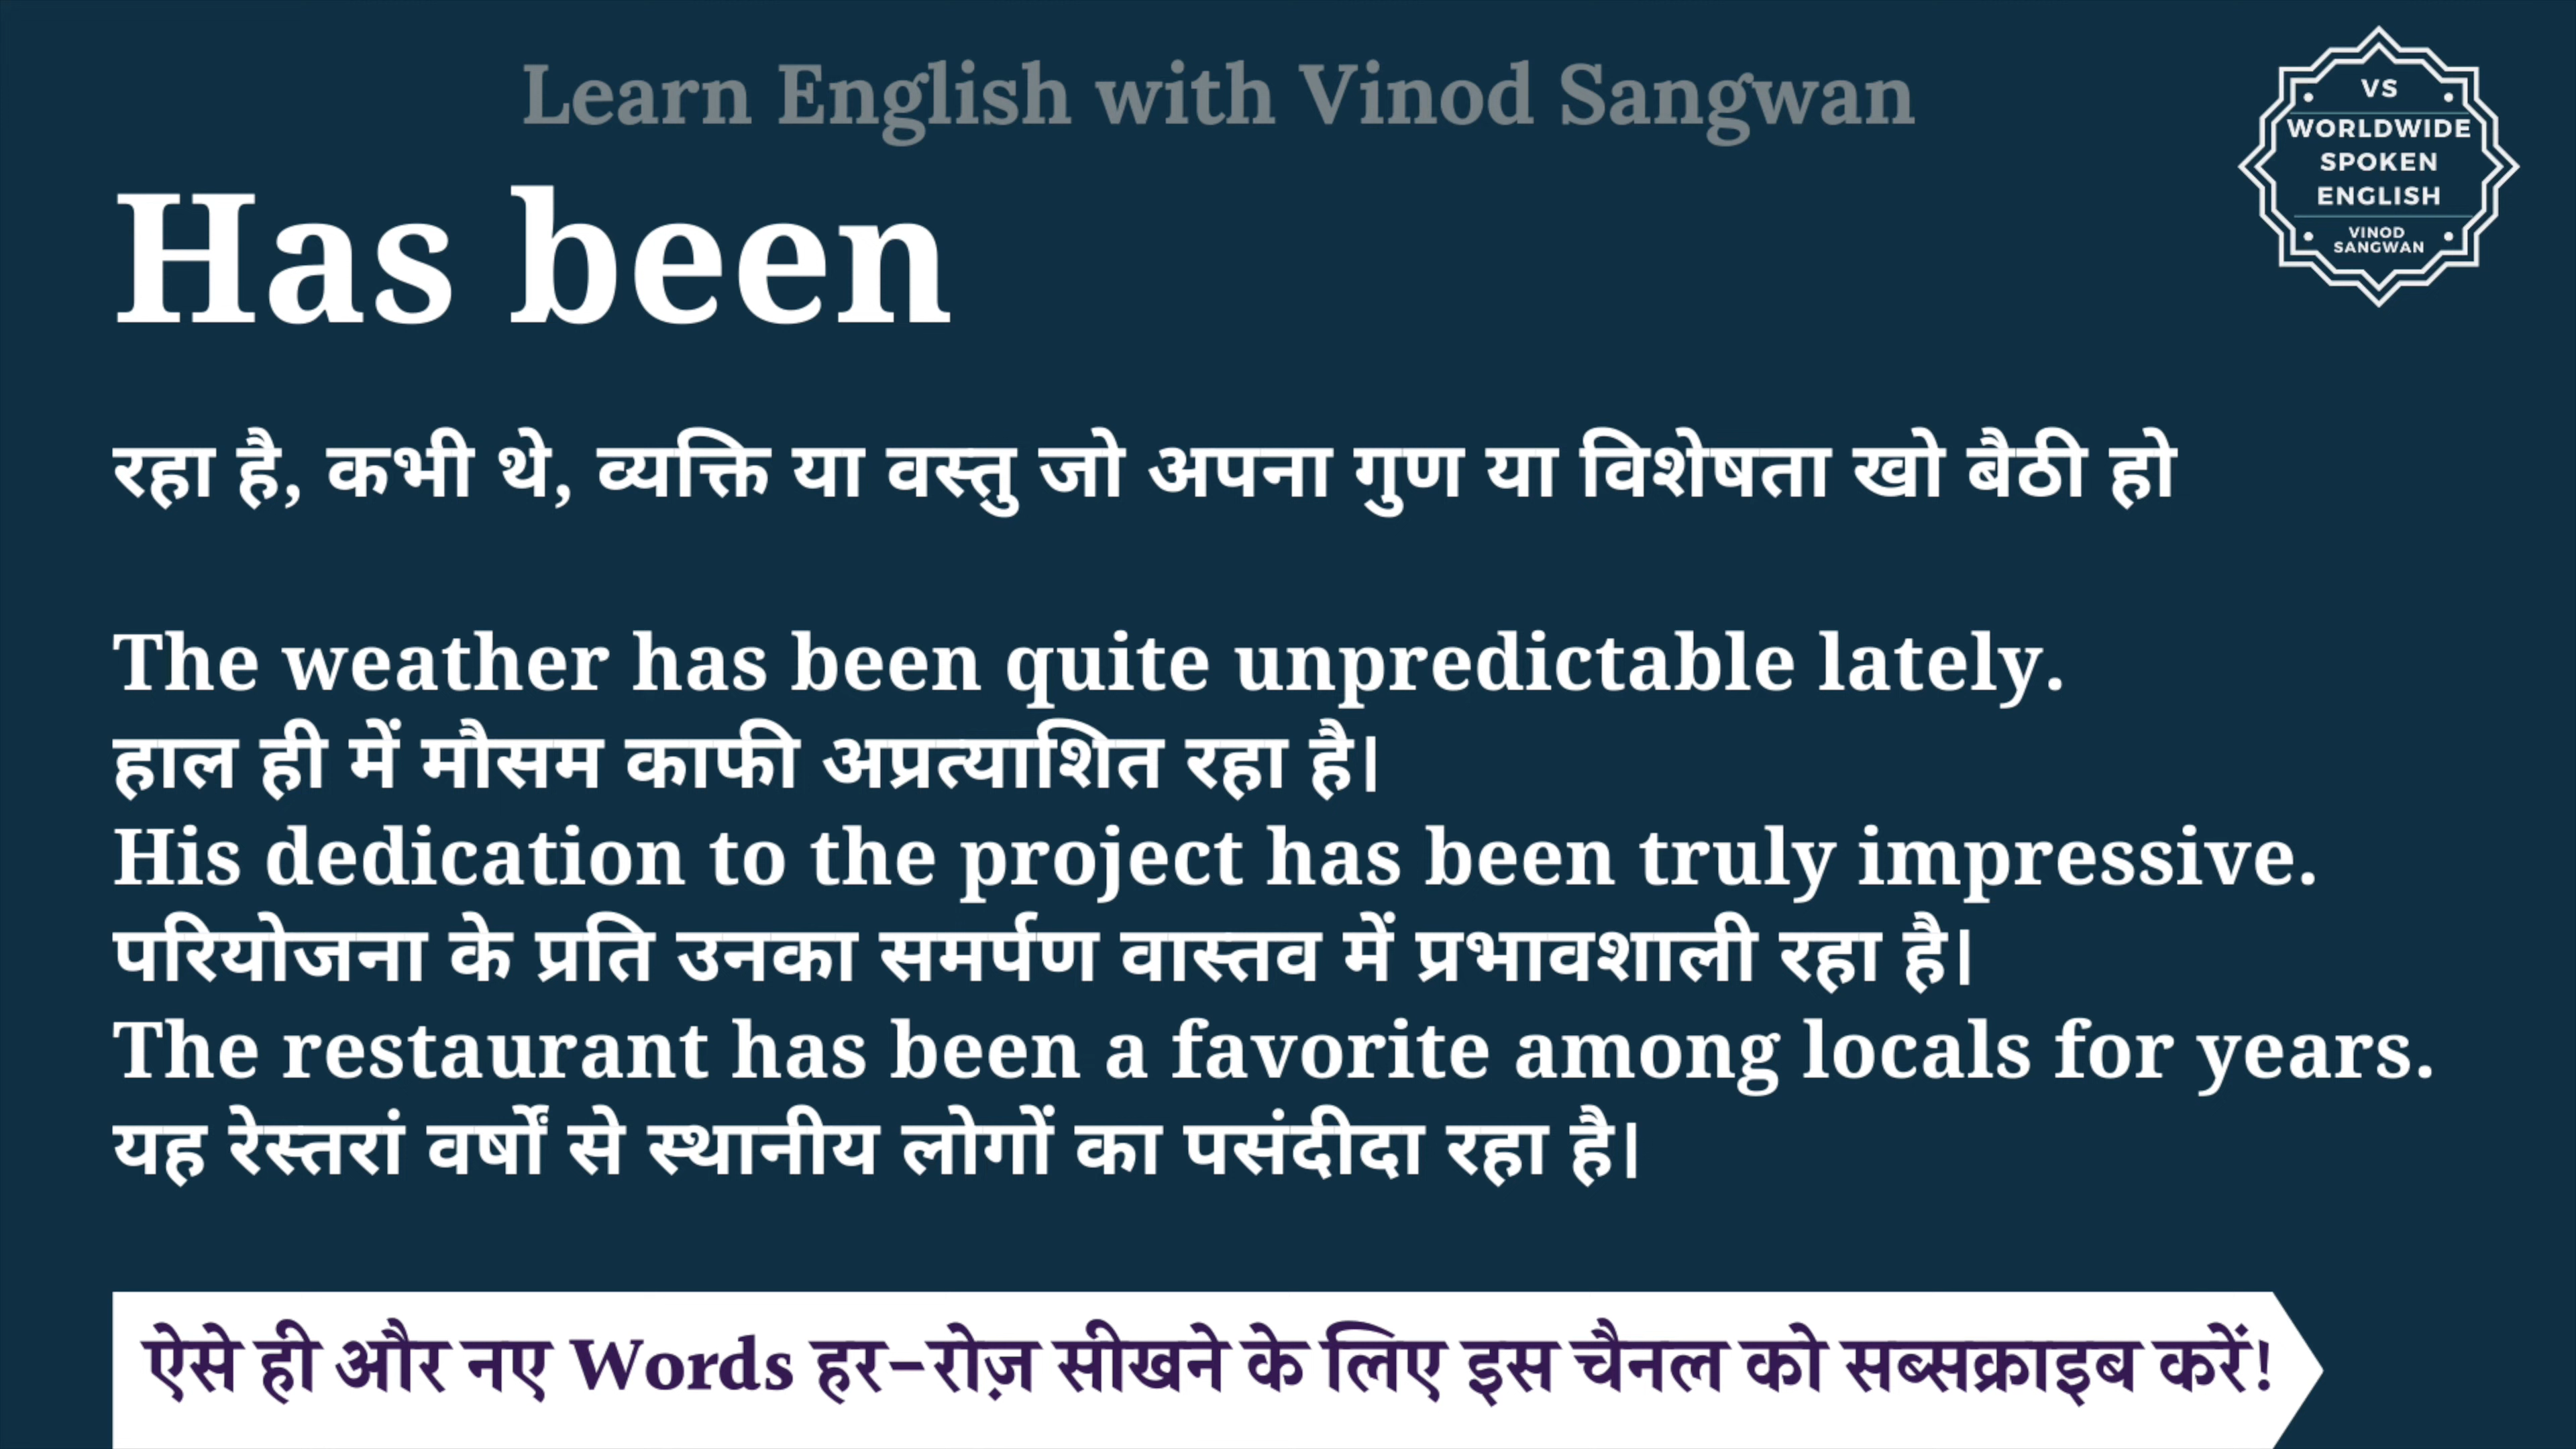 Learn English with Vinod Sangwan
VS
WORLDWIDE
SPOKEN
ENGLISH
VINOD
SANGWAN
Has been
रहा है, कभी थे, व्यक्ति या वस्तु जो अपना गुण या विशेषता खो बैठी हो
The weather has been quite unpredictable lately.
हाल ही में मौसम काफी अप्रत्याशित रहा है।
His dedication to the project has been truly impressive.
परियोजना के प्रति उनका समर्पण वास्तव में प्रभावशाली रहा है।
The restaurant has been a favorite among locals for years.
यह रेस्तरां वर्षों से स्थानीय लोगों का पसंदीदा रहा है।
ऐसे ही और नए Words हर-रोज़ सीखने के लिए इस चैनल को सब्सक्राइब करें!